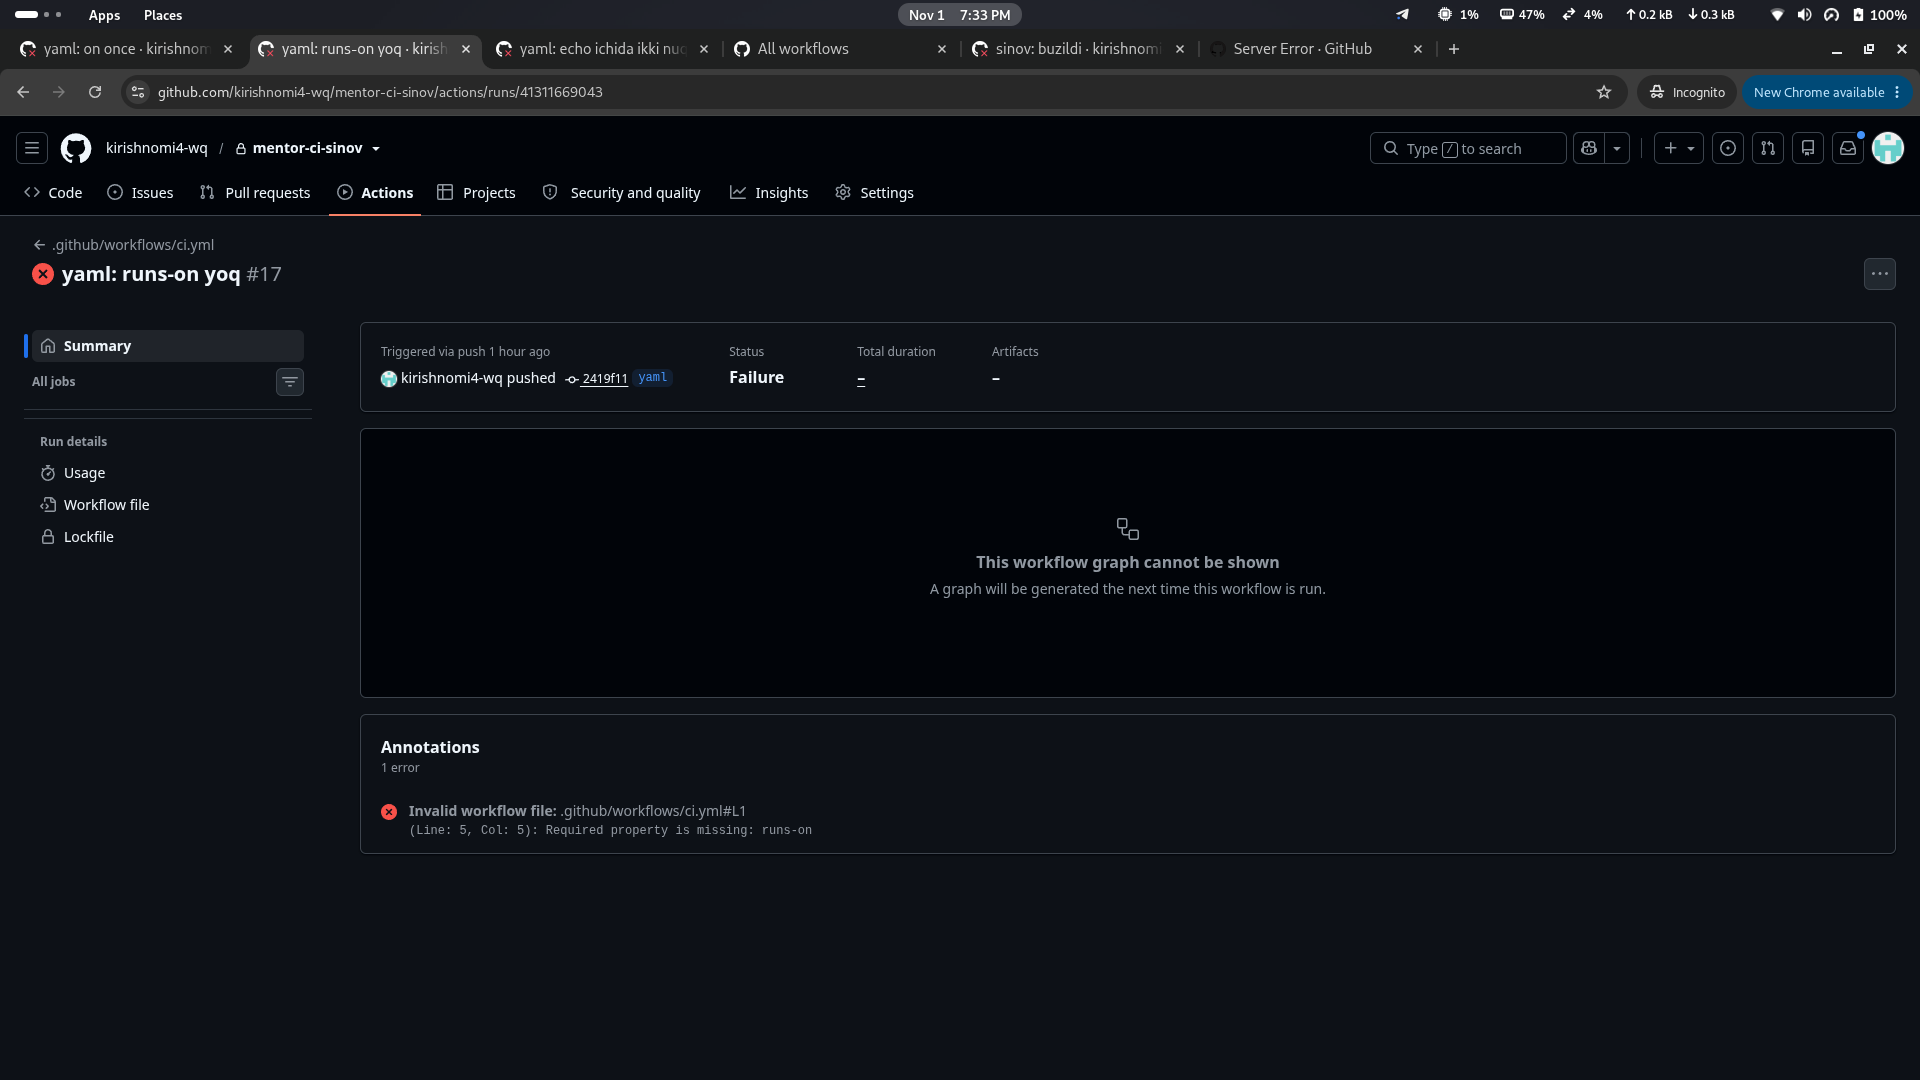 Apps Places Nov 1 7:33 PM 1% 47% 4% 0.2 kB 0.3 kB 100%
yaml: on once · kirishnom yaml: runs-on yoq · kirish yaml: echo ichida ikki nuq All workflows sinov: buzildi · kirishnomi Server Error · GitHub
github.com/kirishnomi4-wq/mentor-ci-sinov/actions/runs/41311669043 Incognito New Chrome available
kirishnomi4-wq / mentor-ci-sinov Type / to search
Code Issues Pull requests Actions Projects Security and quality Insights Settings
.github/workflows/ci.yml
yaml: runs-on yoq #17
Summary
All jobs
Run details
Usage
Workflow file
Lockfile
Triggered via push 1 hour ago Status Total duration Artifacts
kirishnomi4-wq pushed 2419f11 yaml Failure – –
This workflow graph cannot be shown
A graph will be generated the next time this workflow is run.
Annotations
1 error
Invalid workflow file: .github/workflows/ci.yml#L1
(Line: 5, Col: 5): Required property is missing: runs-on